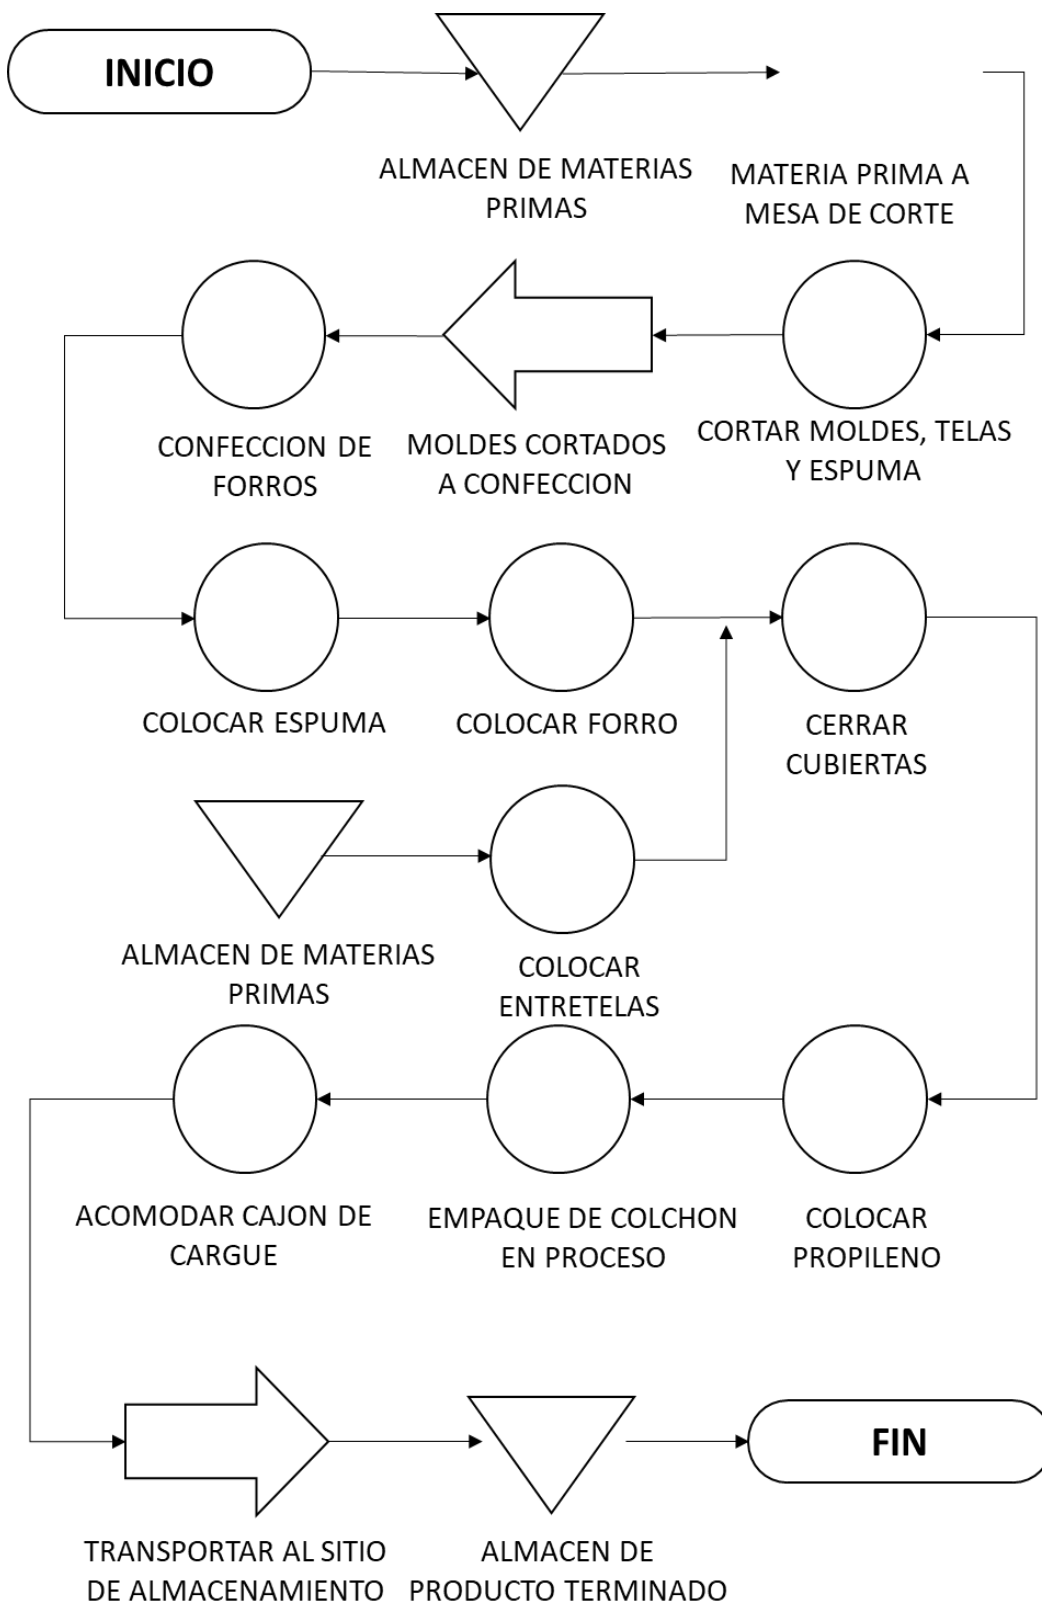 INICIO
ALMACEN DE MATERIAS
PRIMAS
MATERIA PRIMA A
MESA DE CORTE
CONFECCION DE
FORROS
MOLDES CORTADOS
A CONFECCION
CORTAR MOLDES, TELAS
Y ESPUMA
COLOCAR ESPUMA
COLOCAR FORRO
CERRAR
CUBIERTAS
ALMACEN DE MATERIAS
PRIMAS
COLOCAR
ENTRETELAS
ACOMODAR CAJON DE
CARGUE
EMPAQUE DE COLCHON
EN PROCESO
COLOCAR
PROPILENO
TRANSPORTAR AL SITIO
DE ALMACENAMIENTO
ALMACEN DE
PRODUCTO TERMINADO
FIN